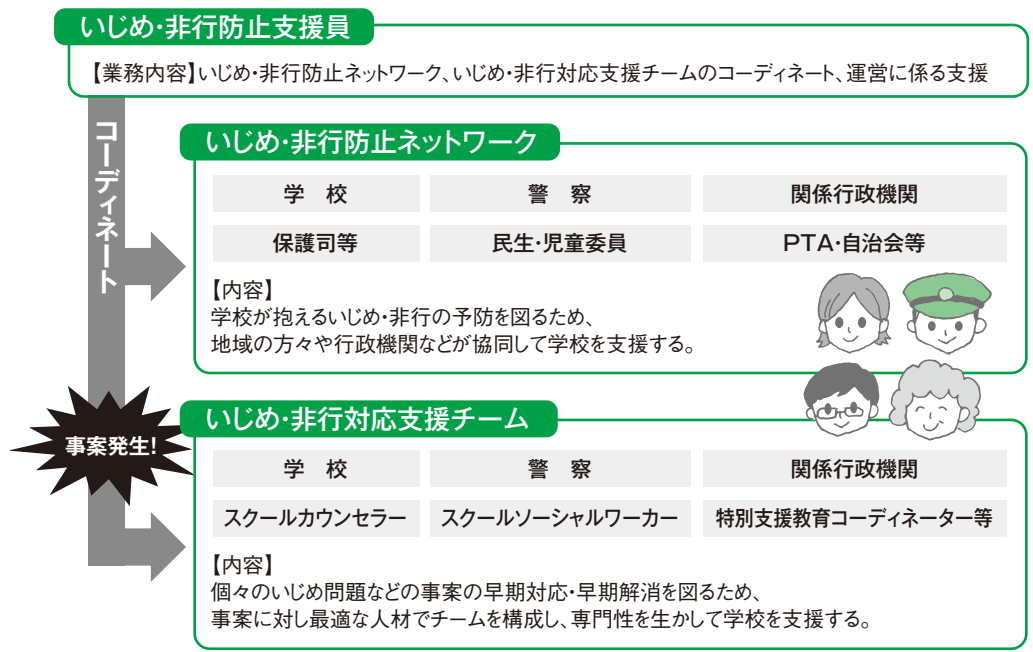 いじめ・非行防止支援員
【業務内容】いじめ・非行防止ネットワーク、いじめ・非行対応支援チームのコーディネート、運営に係る支援
コーディネート
いじめ・非行防止ネットワーク
学　校
警　察
関係行政機関
保護司等
民生・児童委員
PTA・自治会等
【内容】
学校が抱えるいじめ・非行の予防を図るため、
地域の方々や行政機関などが協同して学校を支援する。
事案発生!
いじめ・非行対応支援チーム
学　校
警　察
関係行政機関
スクールカウンセラー
スクールソーシャルワーカー
特別支援教育コーディネーター等
【内容】
個々のいじめ問題などの事案の早期対応・早期解消を図るため、
事案に対し最適な人材でチームを構成し、専門性を生かして学校を支援する。